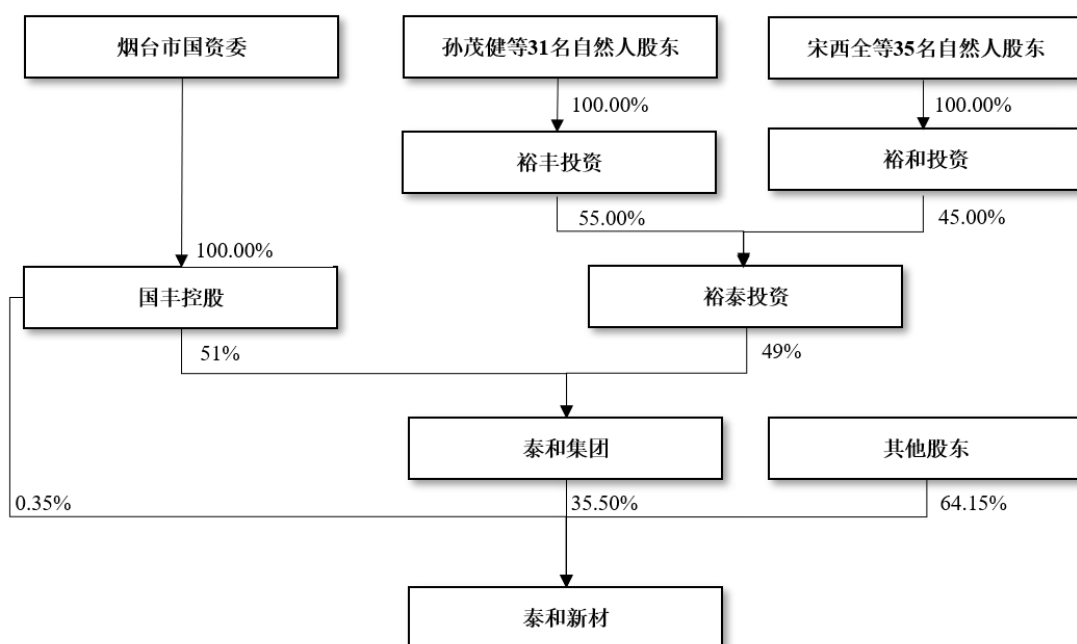 烟台市国资委
孙茂健等31名自然人股东
宋西全等35名自然人股东
100.00%
100.00%
裕丰投资
裕和投资
55.00%
45.00%
100.00%
国丰控股
裕泰投资
51%
49%
泰和集团
其他股东
0.35%
35.50%
64.15%
泰和新材